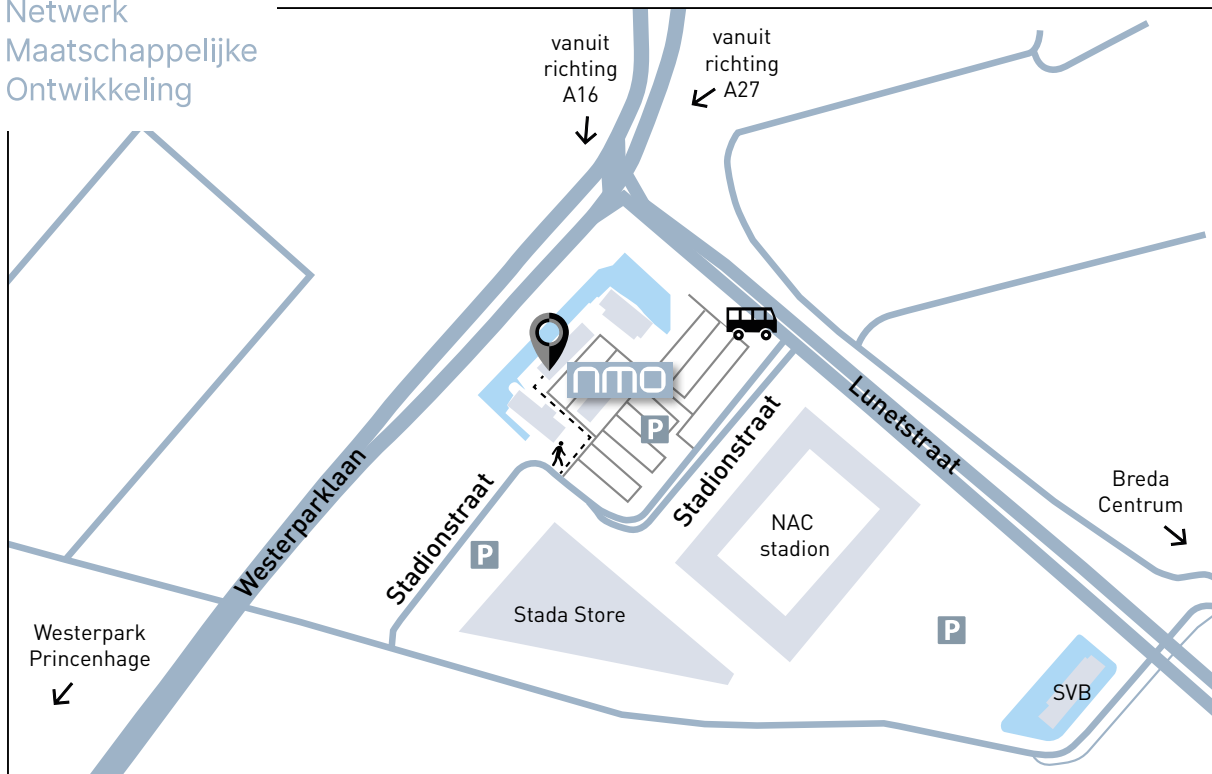 Netwerk
Maatschappelijke
Ontwikkeling
vanuit
richting
A16
vanuit
richting
A27
nmo
P
Westerparklaan
Stadionstraat
Stadionstraat
Lunetstraat
Breda
Centrum
NAC
stadion
P
Stada Store
P
Westerpark
Princenhage
SVB